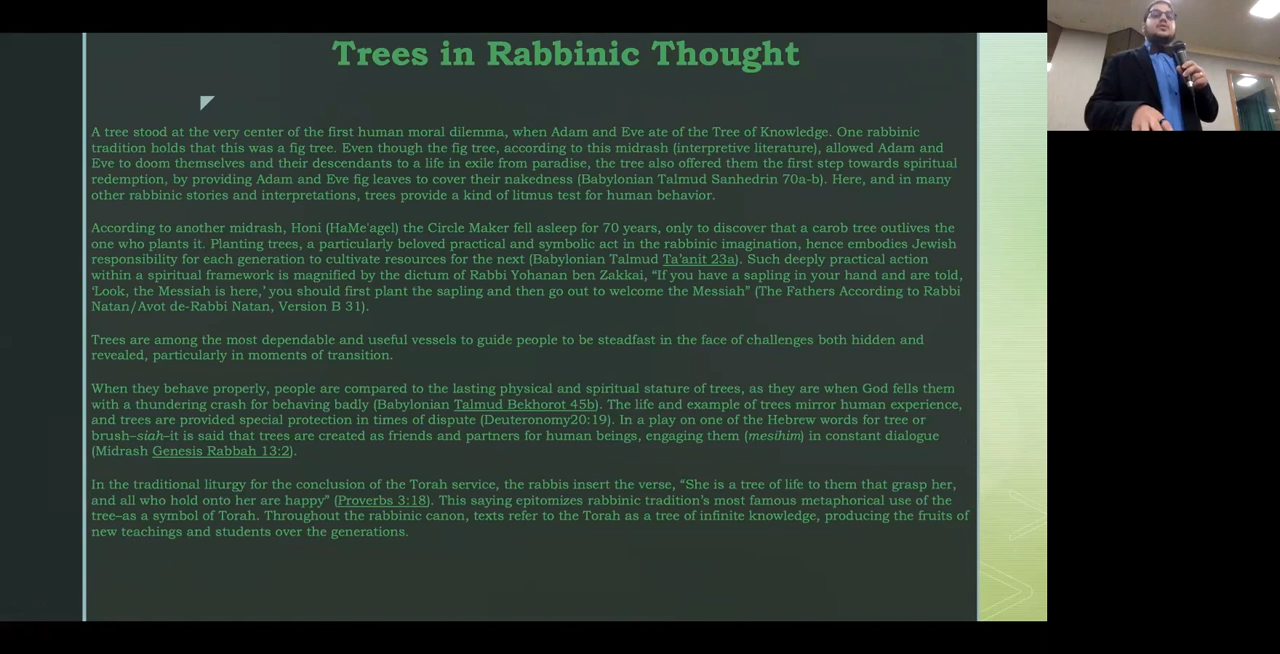 Trees in Rabbinic Thought
A tree stood at the very center of the first human moral dilemma, when Adam and Eve ate of the Tree of Knowledge. One rabbinic
tradition holds that this was a fig tree. Even though the fig tree, according to this midrash (interpretive literature), allowed Adam and
Eve to doom themselves and their descendants to a life in exile from paradise, the tree also offered them the first step towards spiritual
redemption, by providing Adam and Eve fig leaves to cover their nakedness (Babylonian Talmud Sanhedrin 70a-b). Here, and in many
other rabbinic stories and interpretations, trees provide a kind of litmus test for human behavior.
According to another midrash, Honi (HaMe'agel) the Circle Maker fell asleep for 70 years, only to discover that a carob tree outlives the
one who plants it. Planting trees, a particularly beloved practical and symbolic act in the rabbinic imagination, hence embodies Jewish
responsibility for each generation to cultivate resources for the next (Babylonian Talmud Ta'anit 23a). Such deeply practical action
within a spiritual framework is magnified by the dictum of Rabbi Yohanan ben Zakkai, “If you have a sapling in your hand and are told,
‘Look, the Messiah is here,’ you should first plant the sapling and then go out to welcome the Messiah” (The Fathers According to Rabbi
Natan/Avot de-Rabbi Natan, Version B 31).
Trees are among the most dependable and useful vessels to guide people to be steadfast in the face of challenges both hidden and
revealed, particularly in moments of transition.
When they behave properly, people are compared to the lasting physical and spiritual stature of trees, as they are when God fells them
with a thundering crash for behaving badly (Babylonian Talmud Bekhorot 45b). The life and example of trees mirror human experience,
and trees are provided special protection in times of dispute (Deuteronomy20:19). In a play on one of the Hebrew words for tree or
brush–siah–it is said that trees are created as friends and partners for human beings, engaging them (mesihim) in constant dialogue
(Midrash Genesis Rabbah 13:2).
In the traditional liturgy for the conclusion of the Torah service, the rabbis insert the verse, “She is a tree of life to them that grasp her,
and all who hold onto her are happy” (Proverbs 3:18). This saying epitomizes rabbinic tradition’s most famous metaphorical use of the
tree–as a symbol of Torah. Throughout the rabbinic canon, texts refer to the Torah as a tree of infinite knowledge, producing the fruits of
new teachings and students over the generations.